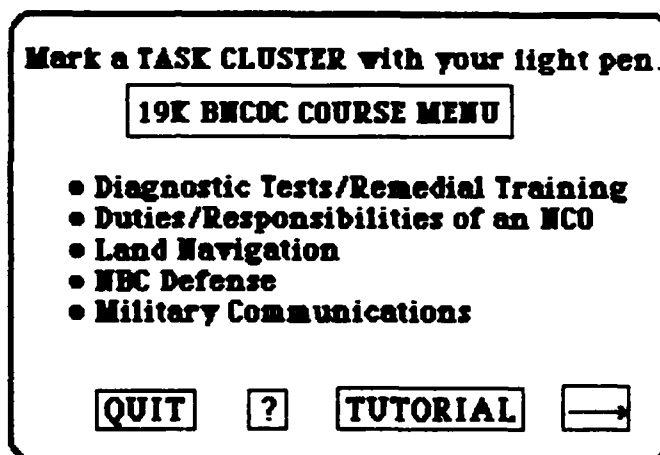 Mark a TASK CLUSTER with your light pen.
19K BNCOC COURSE MENU
• Diagnostic Tests/Remedial Training
• Duties/Responsibilities of an NCO
• Land Navigation
• NBC Defense
• Military Communications
QUIT ? TUTORIAL →